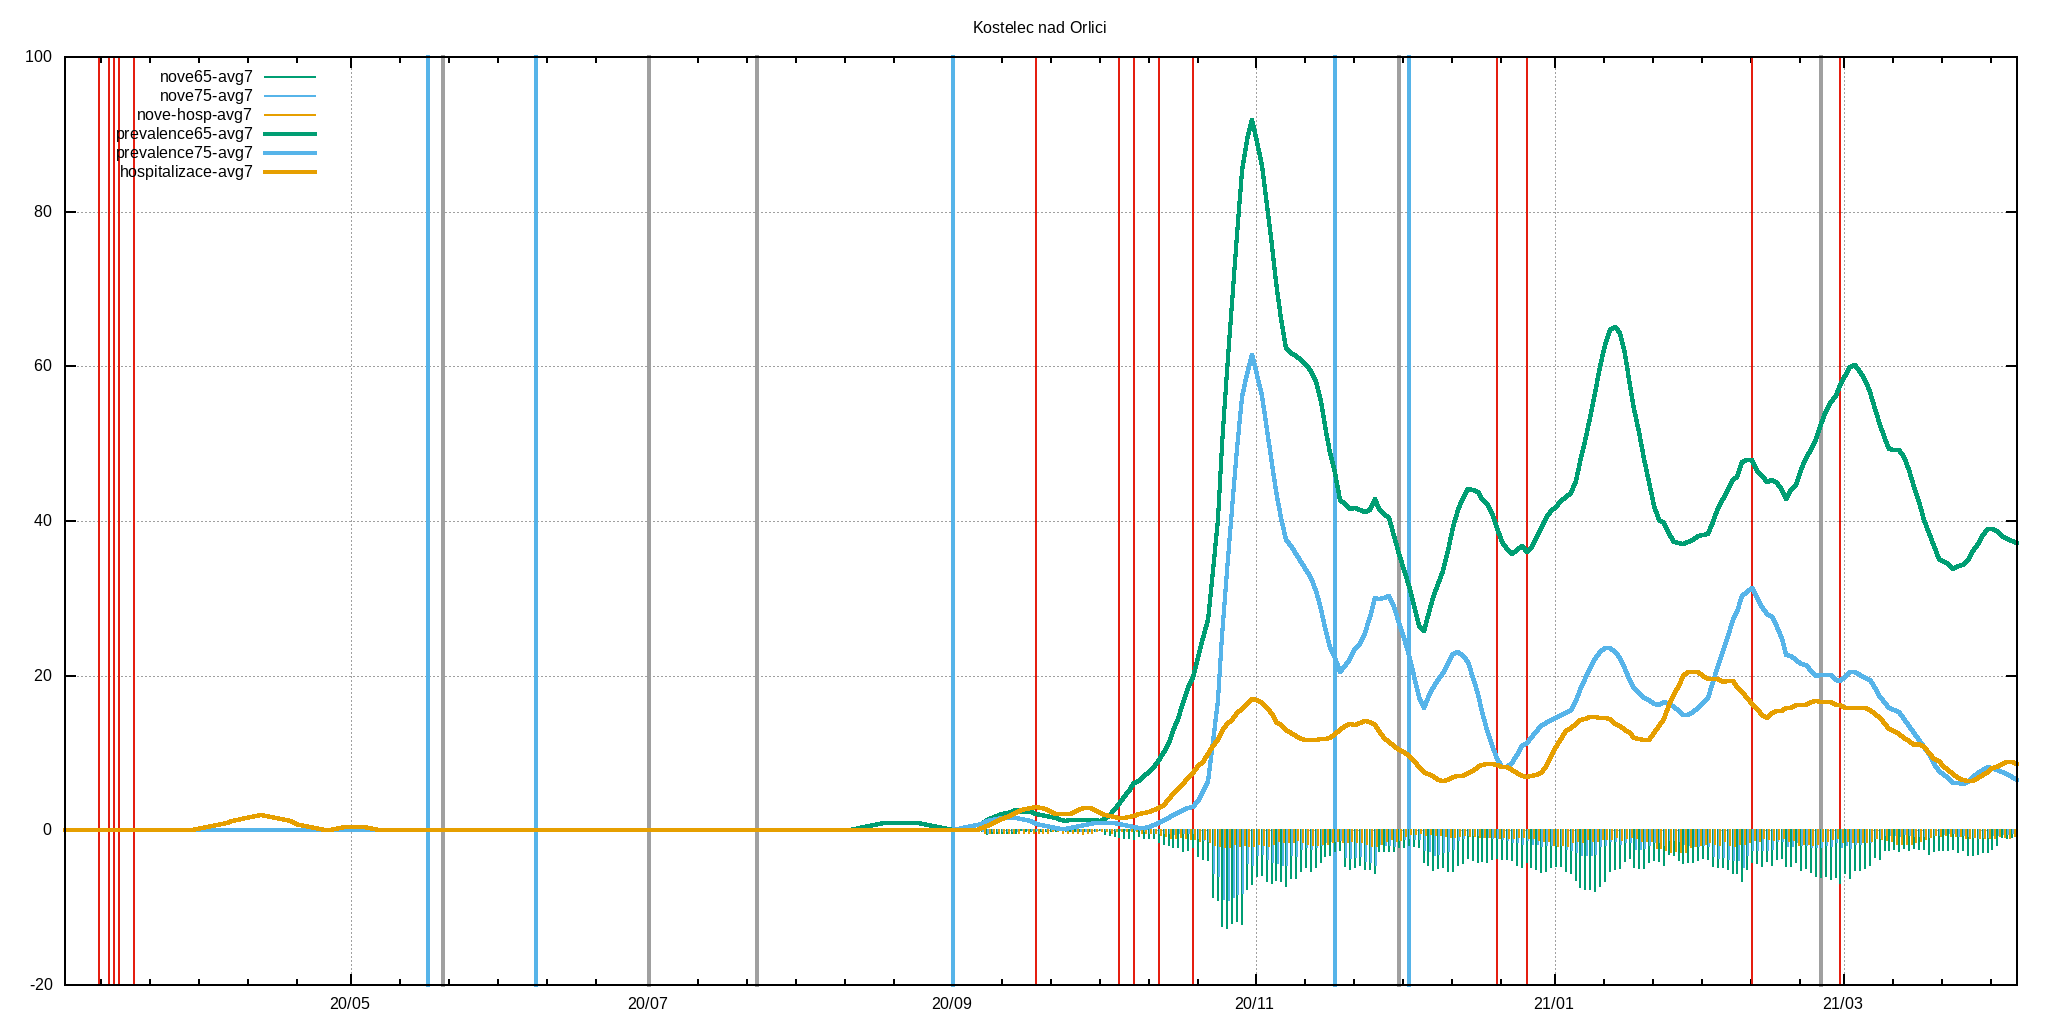 Kostelec nad Orlici
100
nove65-avg7
nove75-avg7
nove-hosp-avg7
prevalence65-avg7
prevalence75-avg7
hospitalizace-avg7
80
60
40
20
0
-20
20/05 20/07 20/09 20/11 21/01 21/03